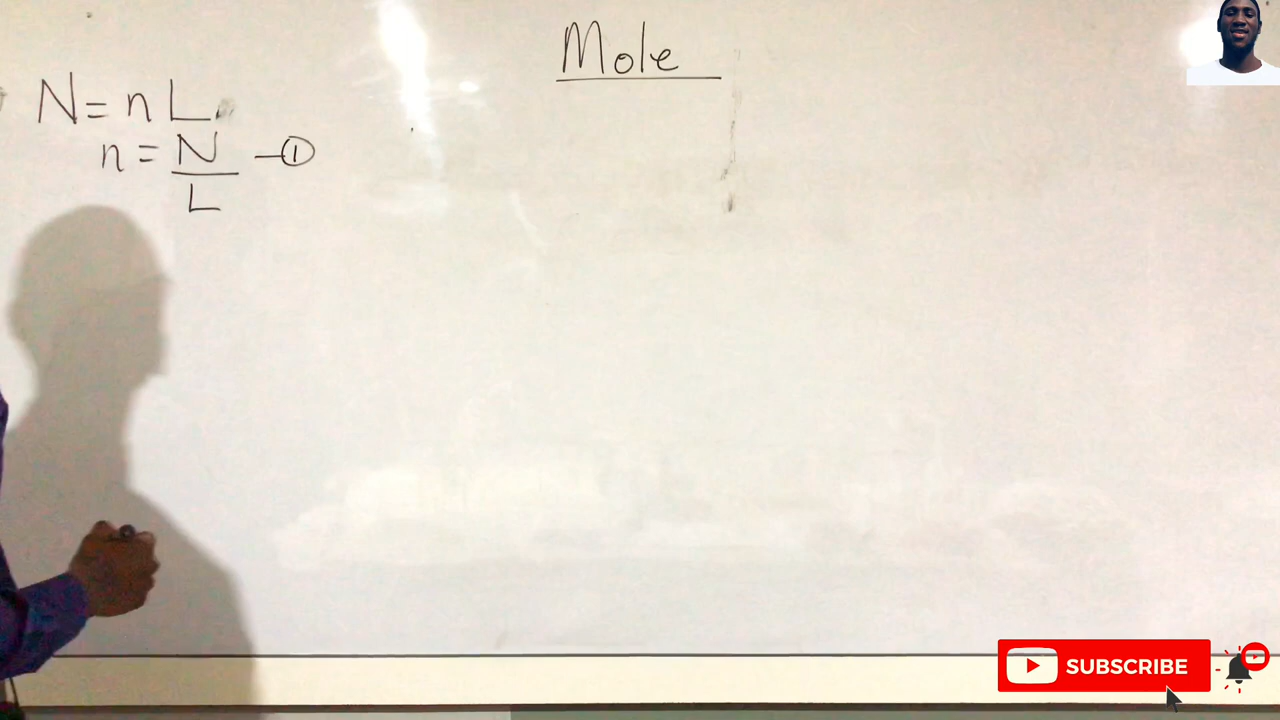 Mole
N = n L
n = N — ①
L
SUBSCRIBE